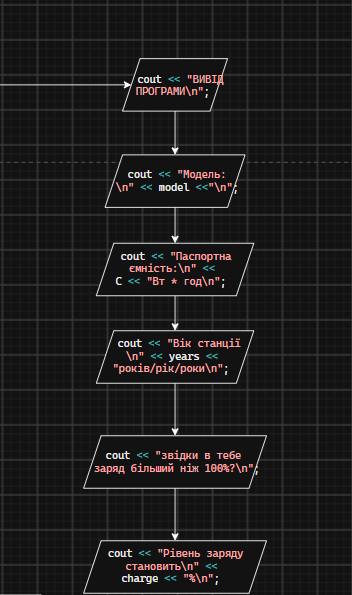 cout << "ВИВІД
ПРОГРАМИ\n";
cout << "Модель:
\n" << model <<"\n";
cout << "Паспортна
ємність:\n" <<
C << "Вт * год\n";
cout << "Вік станції
\n" << years <<
"років/рік/роки\n";
cout << "звідки в тебе
заряд більший ніж 100%?\n";
cout << "Рівень заряду
становить\n" <<
charge << "%\n";